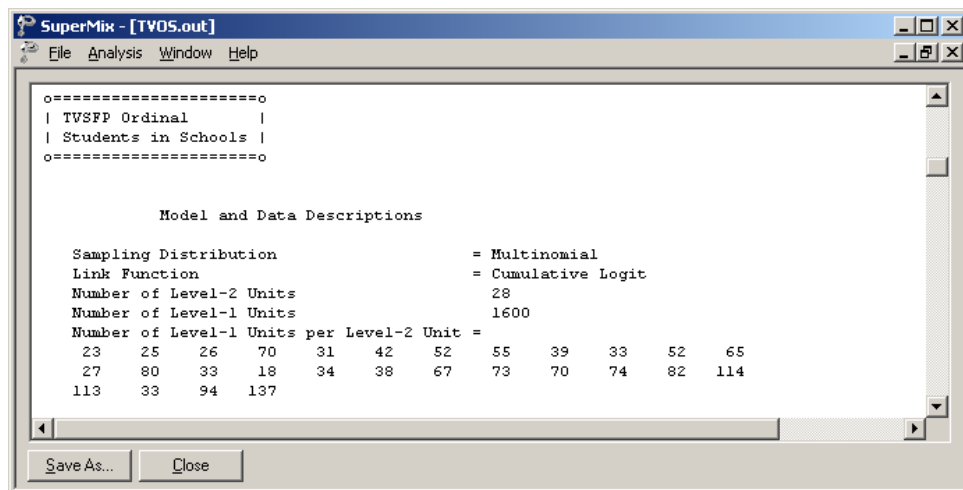 SuperMix - [TVOS.out]
File Analysis Window Help
o=====================o
| TVSFP Ordinal |
| Students in Schools |
o=====================o
Model and Data Descriptions
Sampling Distribution = Multinomial
Link Function = Cumulative Logit
Number of Level-2 Units 28
Number of Level-1 Units 1600
Number of Level-1 Units per Level-2 Unit =
23 25 26 70 31 42 52 55 39 33 52 65
27 80 33 18 34 38 67 73 70 74 82 114
113 33 94 137
Save As... Close